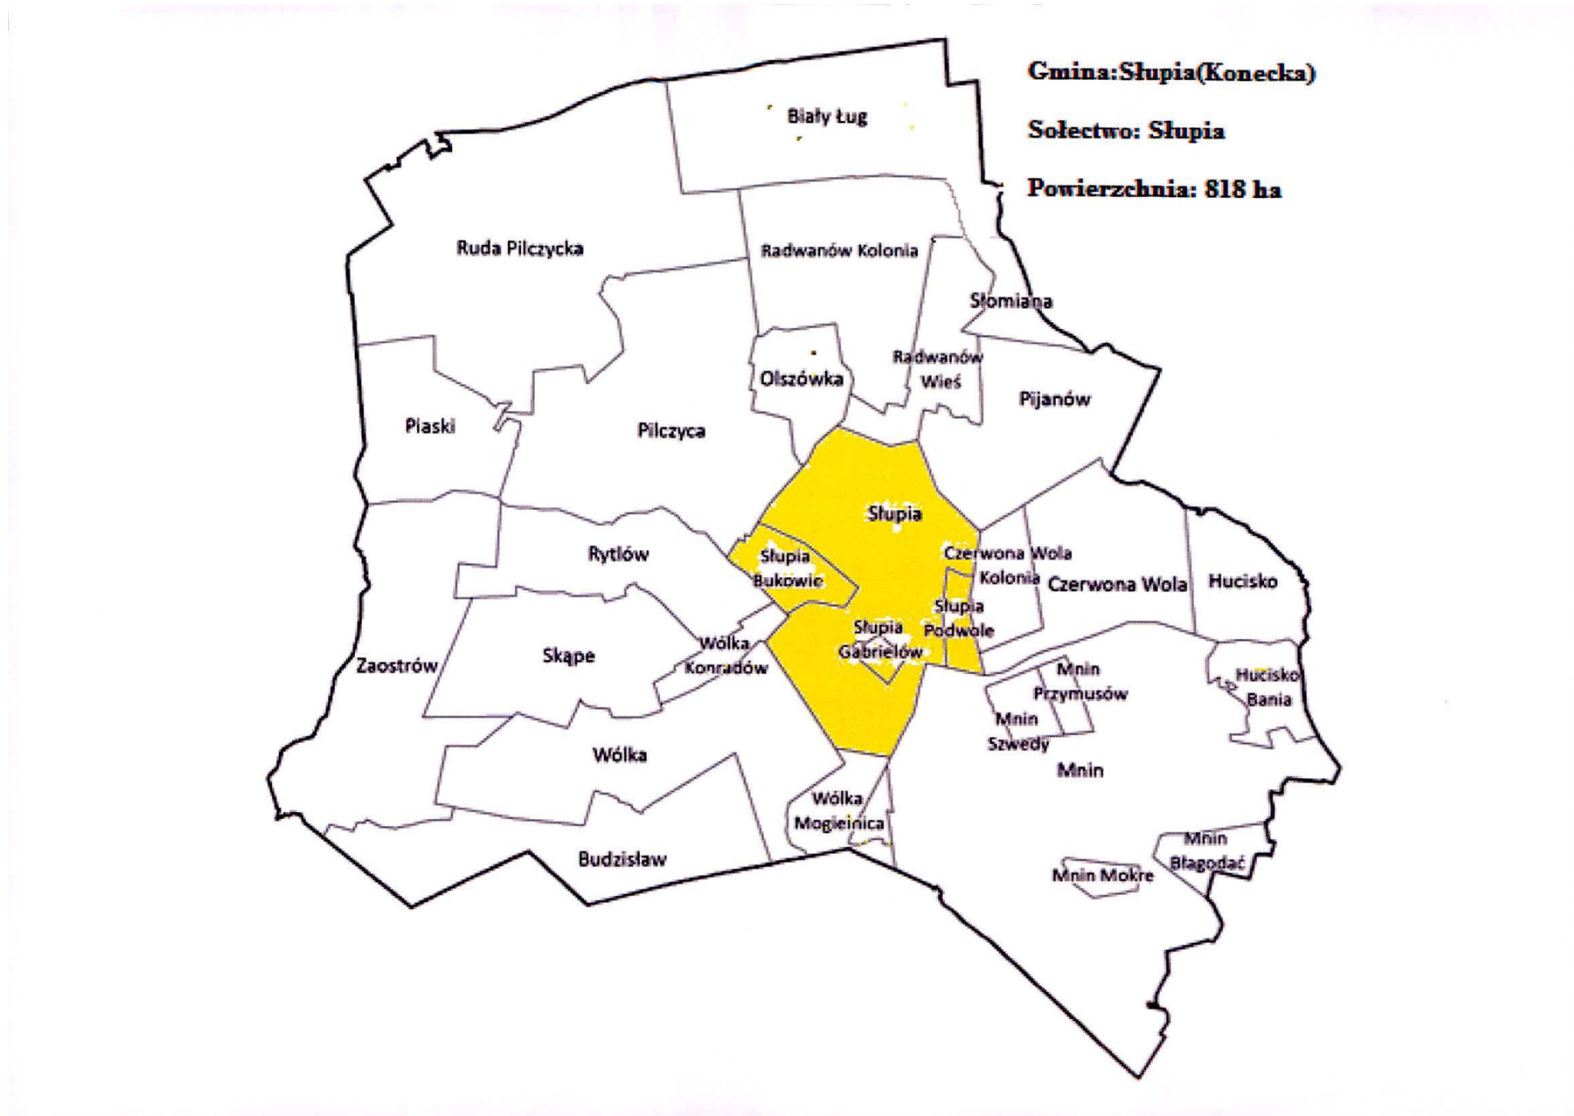 Gmina:Słupia(Konecka)
Sołectwo: Słupia
Powierzchnia: 818 ha
Biały Ług
Ruda Pilczycka
Radwanów Kolonia
Słomiana
Radwanów
Wieś
Olszówka
Pijanów
Piaski
Pilczyca
Słupia
Rytlów
Słupia
Bukowie
Czerwona Wola
Kolonia
Czerwona Wola
Hucisko
Słupia
Podwole
Słupia
Gabrielów
Zaostrów
Skąpe
Wólka
Konradów
Mnin
Przymusów
Hucisko
Bania
Mnin
Szwedy
Mnin
Wólka
Wólka
Mogielnica
Budzisław
Mnin
Błagodać
Mnin Mokre